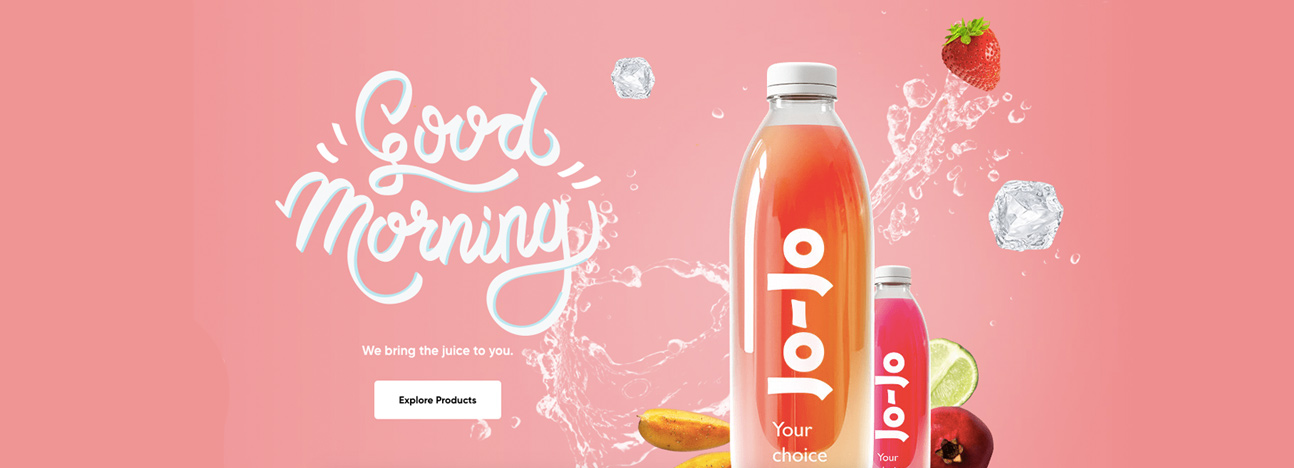 Good
Morning
We bring the juice to you.
Explore Products
Jo-Jo
Your
choice
Jo-Jo
Your